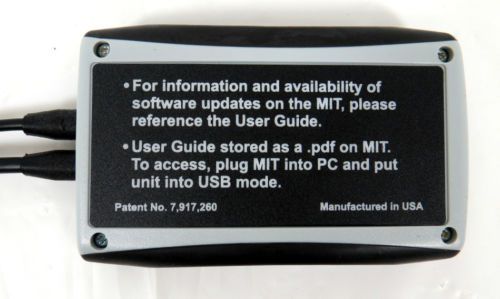 • For information and availability of
software updates on the MIT, please
reference the User Guide.
• User Guide stored as a .pdf on MIT.
To access, plug MIT into PC and put
unit into USB mode.
Patent No. 7,917,260 Manufactured in USA